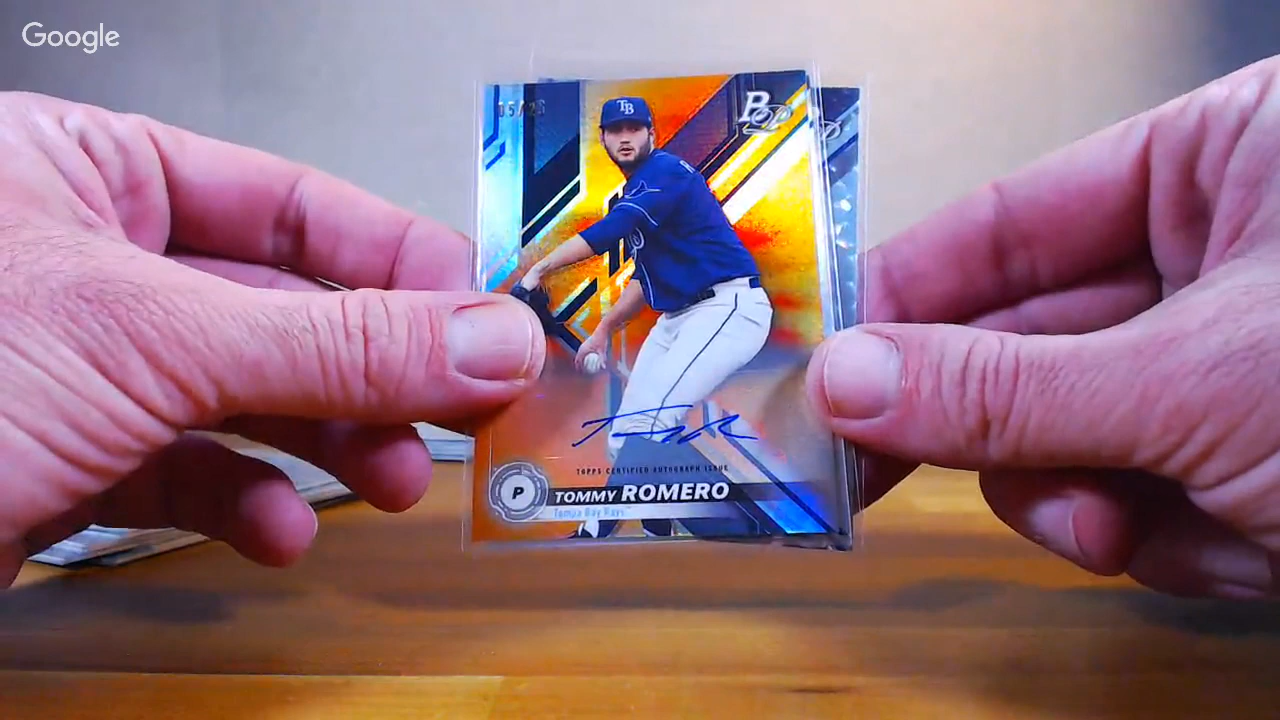 Google
TB
TOPPS CERTIFIED AUTOGRAPH ISSUE
P
TOMMY ROMERO
Tampa Bay Rays